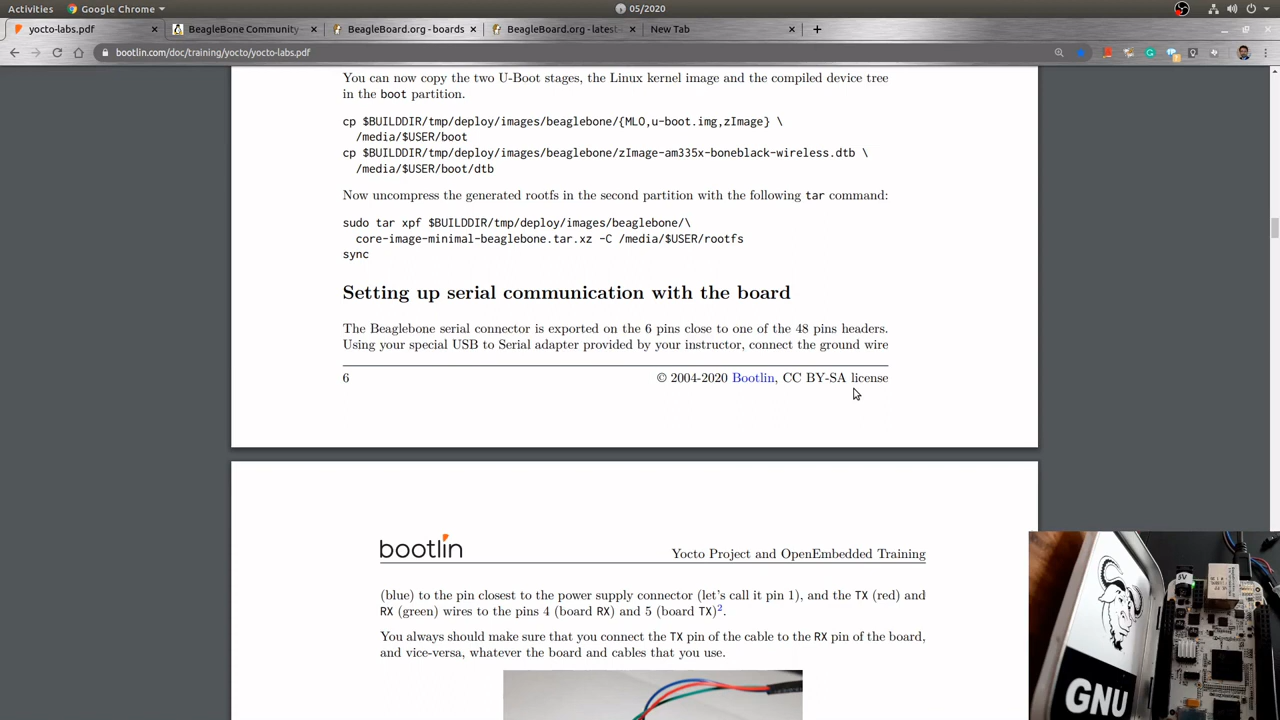 Activities
Google Chrome
05/2020
yocto-labs.pdf
BeagleBone Community
BeagleBoard.org - boards
BeagleBoard.org - latest-
New Tab
bootlin.com/doc/training/yocto/yocto-labs.pdf
You can now copy the two U-Boot stages, the Linux kernel image and the compiled device tree
in the boot partition.
cp $BUILDDIR/tmp/deploy/images/beaglebone/{MLO,u-boot.img,zImage} \
/media/$USER/boot
cp $BUILDDIR/tmp/deploy/images/beaglebone/zImage-am335x-boneblack-wireless.dtb \
/media/$USER/boot/dtb
Now uncompress the generated rootfs in the second partition with the following tar command:
sudo tar xpf $BUILDDIR/tmp/deploy/images/beaglebone/\
core-image-minimal-beaglebone.tar.xz -C /media/$USER/rootfs
sync
Setting up serial communication with the board
The Beaglebone serial connector is exported on the 6 pins close to one of the 48 pins headers.
Using your special USB to Serial adapter provided by your instructor, connect the ground wire
6
© 2004-2020 Bootlin, CC BY-SA license
bootlin
Yocto Project and OpenEmbedded Training
(blue) to the pin closest to the power supply connector (let's call it pin 1), and the TX (red) and
RX (green) wires to the pins 4 (board RX) and 5 (board TX)2.
You always should make sure that you connect the TX pin of the cable to the RX pin of the board,
and vice-versa, whatever the board and cables that you use.
5V
GNU